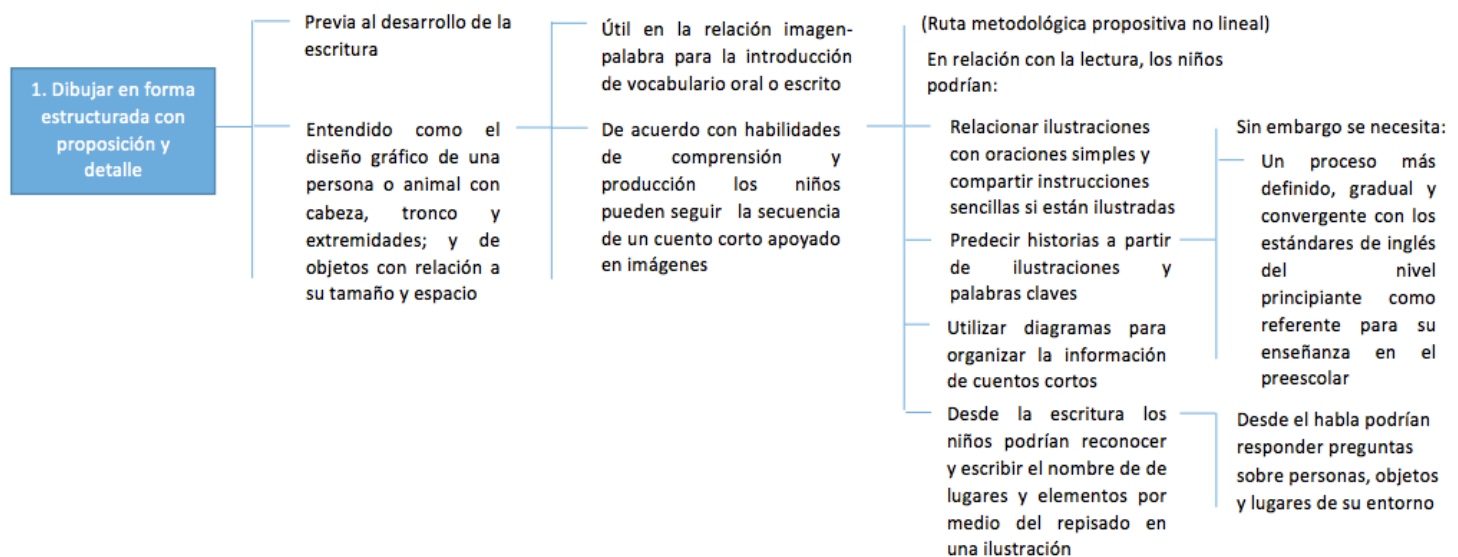 1. Dibujar en forma
estructurada con
proposición y
detalle
Previa al desarrollo de la
escritura
Entendido como el
diseño gráfico de una
persona o animal con
cabeza, tronco y
extremidades; y de
objetos con relación a
su tamaño y espacio
Útil en la relación imagen-
palabra para la introducción
de vocabulario oral o escrito
De acuerdo con habilidades
de comprensión y
producción los niños
pueden seguir la secuencia
de un cuento corto apoyado
en imágenes
(Ruta metodológica propositiva no lineal)
En relación con la lectura, los niños
podrían:
Relacionar ilustraciones
con oraciones simples y
compartir instrucciones
sencillas si están ilustradas
Predecir historias a partir
de ilustraciones y
palabras claves
Utilizar diagramas para
organizar la información
de cuentos cortos
Desde la escritura los
niños podrían reconocer
y escribir el nombre de de
lugares y elementos por
medio del repisado en
una ilustración
Sin embargo se necesita:
Un proceso más
definido, gradual y
convergente con los
estándares de inglés
del nivel
principiante como
referente para su
enseñanza en el
preescolar
Desde el habla podrían
responder preguntas
sobre personas, objetos
y lugares de su entorno